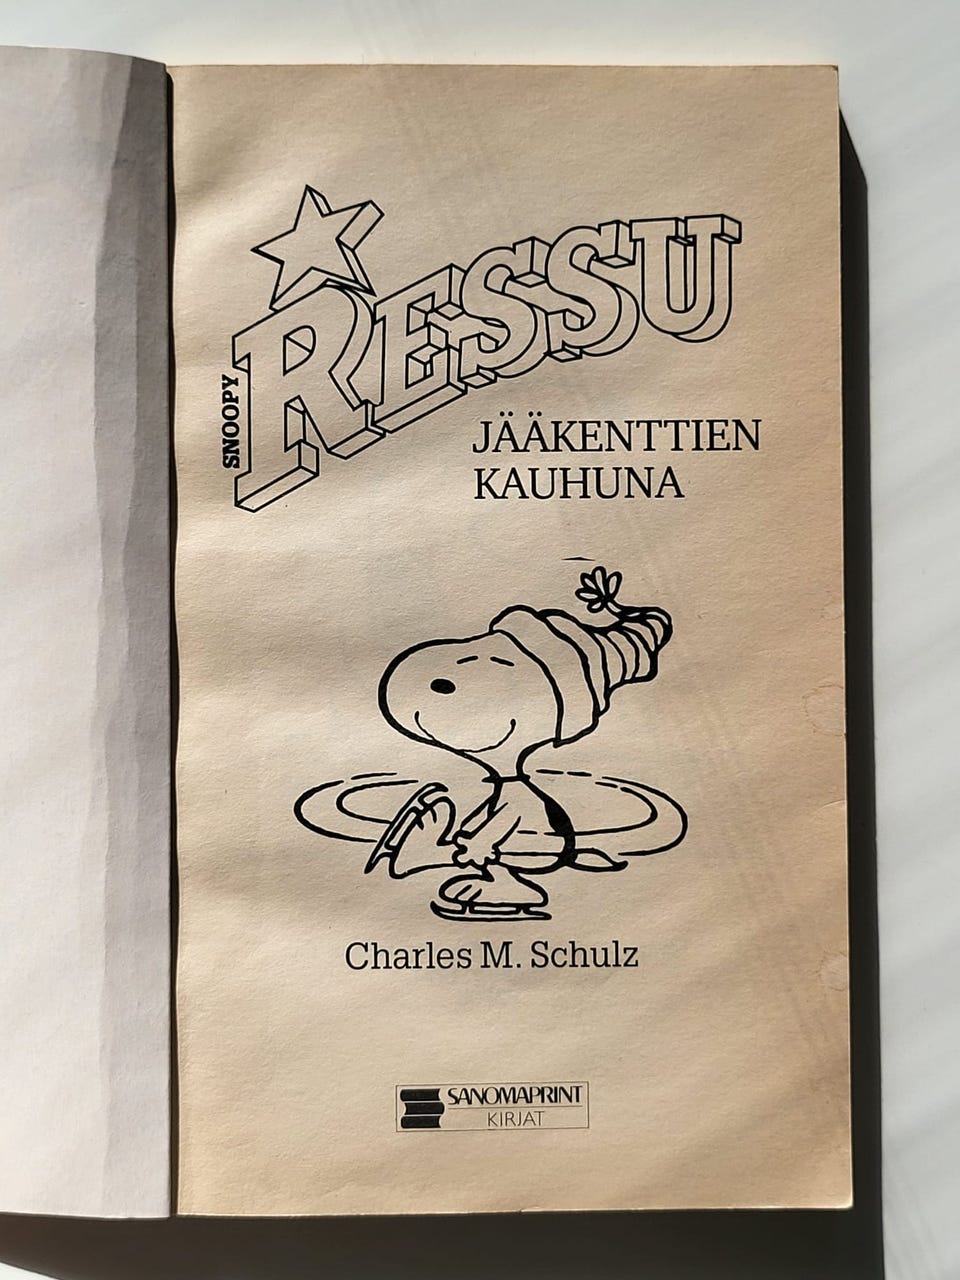 SNOOPY
RESSU
JÄÄKENTTIEN
KAUHUNA
Charles M. Schulz
SANOMAPRINT
KIRJAT